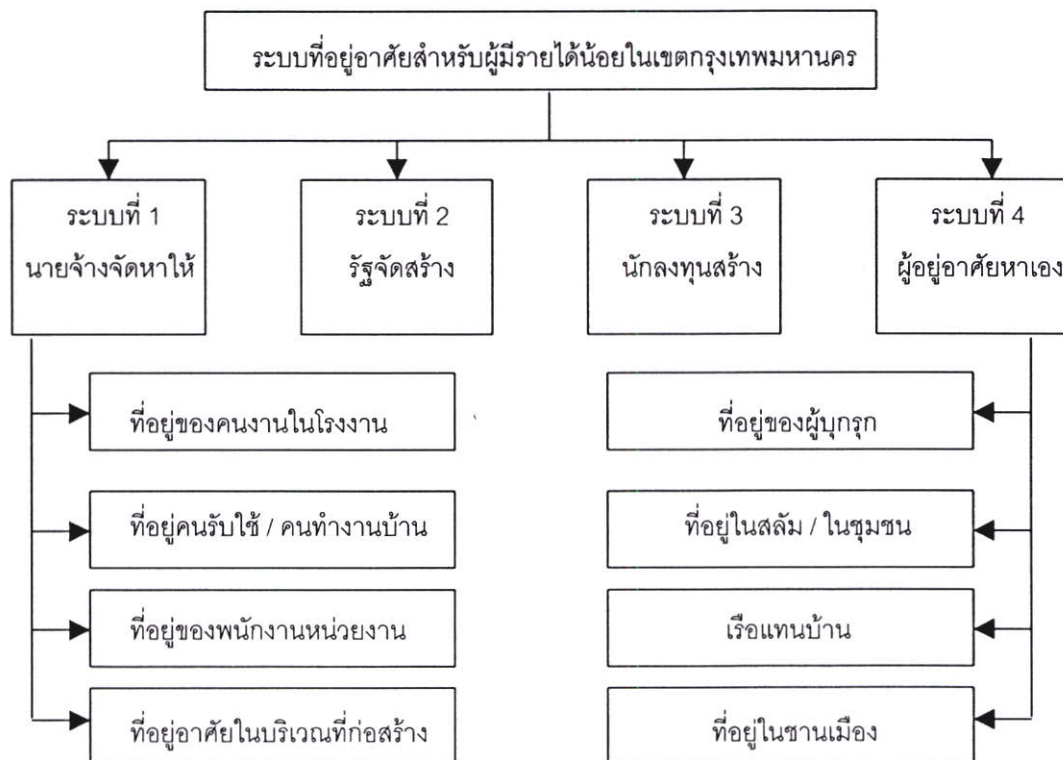 ระบบที่อยู่อาศัยสำหรับผู้มีรายได้น้อยในเขตกรุงเทพมหานคร
ระบบที่ 1
นายจ้างจัดหาให้
ระบบที่ 2
รัฐจัดสร้าง
ระบบที่ 3
นักลงทุนสร้าง
ระบบที่ 4
ผู้อยู่อาศัยหาเอง
ที่อยู่ของคนงานในโรงงาน
ที่อยู่คนรับใช้ / คนทำงานบ้าน
ที่อยู่ของพนักงานหน่วยงาน
ที่อยู่อาศัยในบริเวณที่ก่อสร้าง
ที่อยู่ของผู้บุกรุก
ที่อยู่ในสลัม / ในชุมชน
เรือแทนบ้าน
ที่อยู่ในชานเมือง